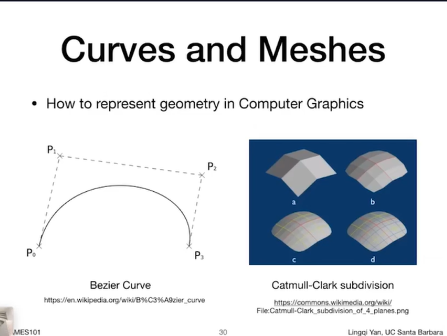 Curves and Meshes
• How to represent geometry in Computer Graphics
P1
P2
P0
P3
a
b
c
d
Bezier Curve
https://en.wikipedia.org/wiki/B%C3%A9zier_curve
Catmull-Clark subdivision
https://commons.wikimedia.org/wiki/
File:Catmull-Clark_subdivision_of_4_planes.png
AMES101
30
Lingqi Yan, UC Santa Barbara